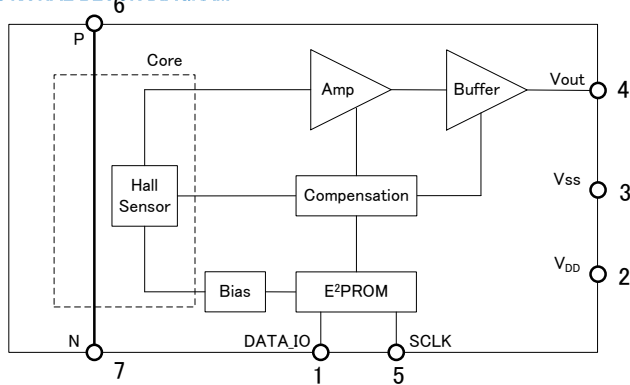 6
P
Core
Amp
Buffer
Vout
4
Hall
Sensor
Compensation
Vss
3
VDD
2
Bias
E²PROM
N
DATA_IO
SCLK
7
1
5